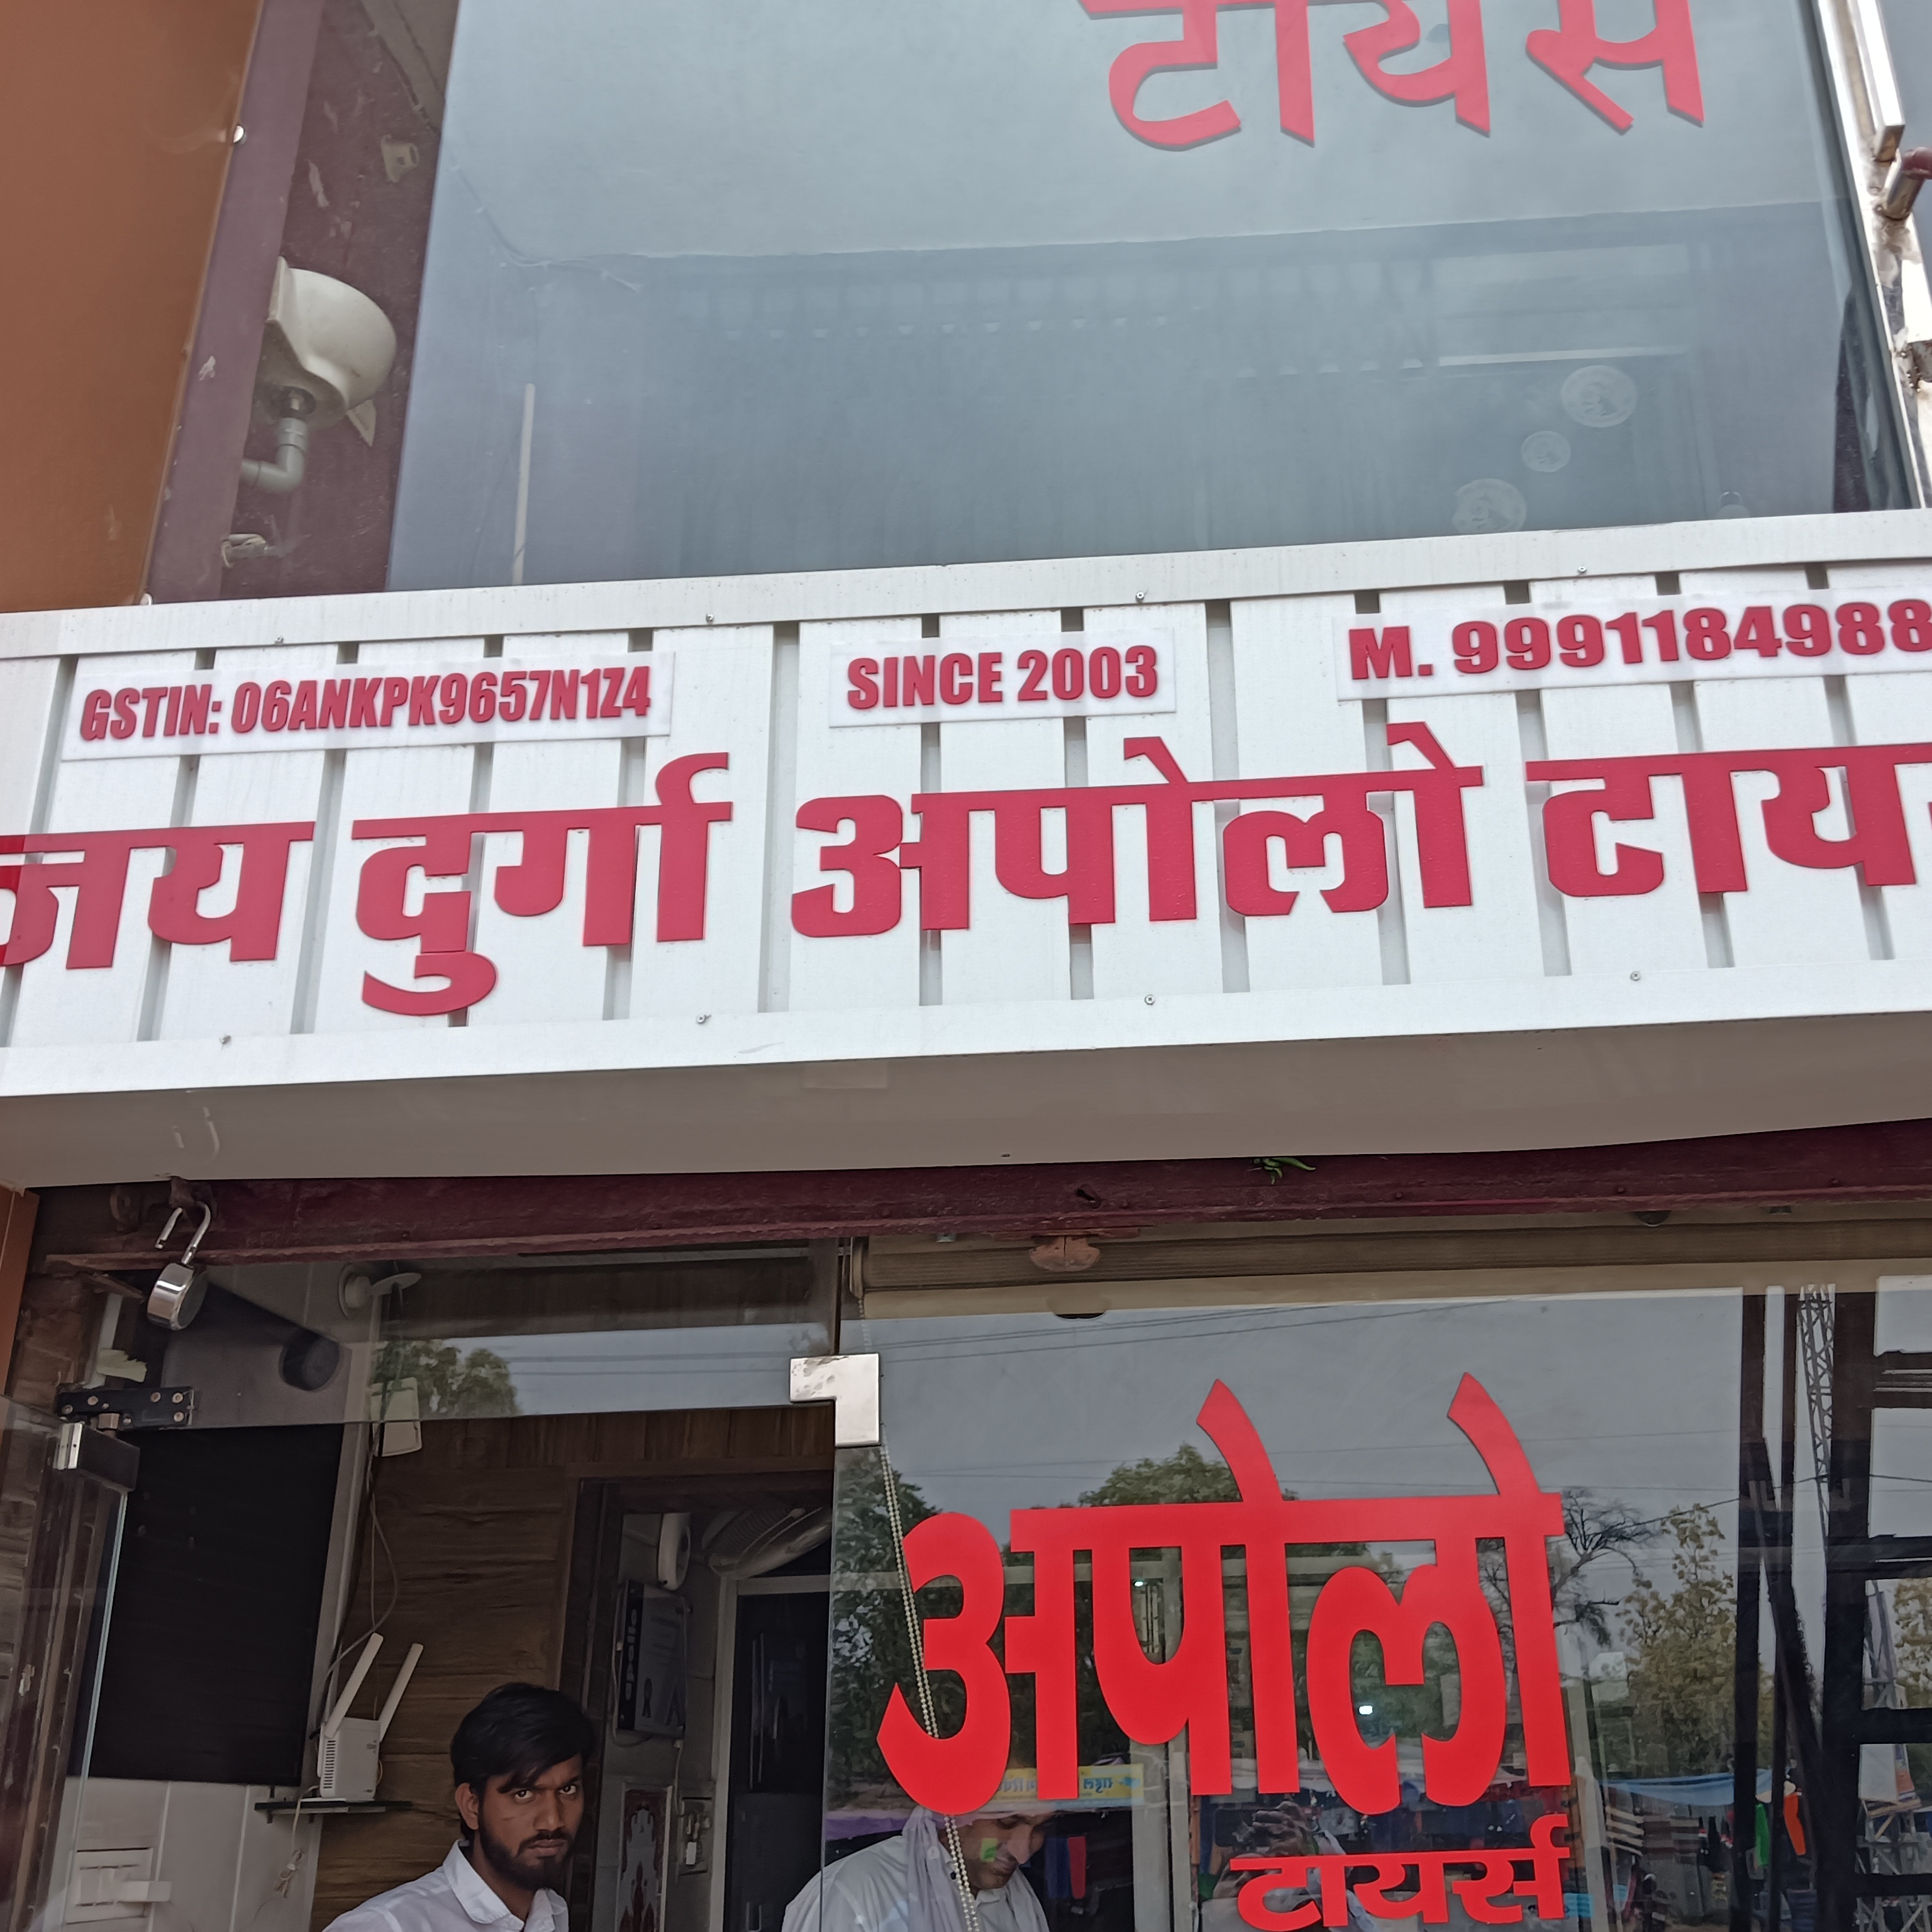 टायर्स
GSTIN: 06ANKPK9657N1Z4 SINCE 2003 M. 9991184988
जय दुर्गा अपोलो टाय
अपोलो
टायर्स